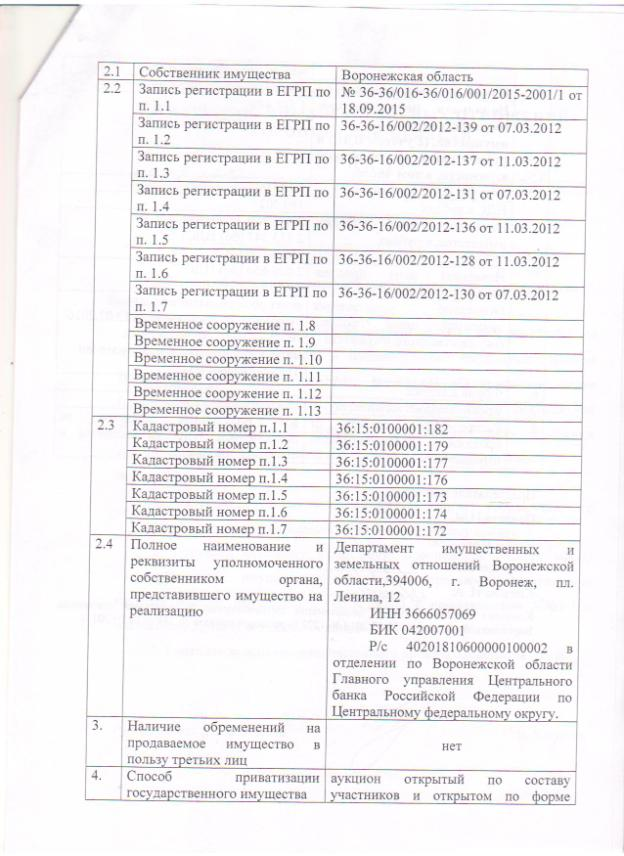 2.1 Собственник имущества Воронежская область
2.2 Запись регистрации в ЕГРП по № 36-36/016-36/016/001/2015-2001/1 от
п. 1.1 18.09.2015
Запись регистрации в ЕГРП по 36-36-16/002/2012-139 от 07.03.2012
п. 1.2
Запись регистрации в ЕГРП по 36-36-16/002/2012-137 от 11.03.2012
п. 1.3
Запись регистрации в ЕГРП по 36-36-16/002/2012-131 от 07.03.2012
п. 1.4
Запись регистрации в ЕГРП по 36-36-16/002/2012-136 от 11.03.2012
п. 1.5
Запись регистрации в ЕГРП по 36-36-16/002/2012-128 от 11.03.2012
п. 1.6
Запись регистрации в ЕГРП по 36-36-16/002/2012-130 от 07.03.2012
п. 1.7
Временное сооружение п. 1.8
Временное сооружение п. 1.9
Временное сооружение п. 1.10
Временное сооружение п. 1.11
Временное сооружение п. 1.12
Временное сооружение п. 1.13
2.3 Кадастровый номер п.1.1 36:15:0100001:182
Кадастровый номер п.1.2 36:15:0100001:179
Кадастровый номер п.1.3 36:15:0100001:177
Кадастровый номер п.1.4 36:15:0100001:176
Кадастровый номер п.1.5 36:15:0100001:173
Кадастровый номер п.1.6 36:15:0100001:174
Кадастровый номер п.1.7 36:15:0100001:172
2.4 Полное наименование и Департамент имущественных и
реквизиты уполномоченного земельных отношений Воронежской
собственником органа, области,394006, г. Воронеж, пл.
представившего имущество на Ленина, 12
реализацию ИНН 3666057069
БИК 042007001
Р/с 40201810600000100002 в
отделении по Воронежской области
Главного управления Центрального
банка Российской Федерации по
Центральному федеральному округу.
3. Наличие обременений на
продаваемое имущество в нет
пользу третьих лиц
4. Способ приватизации аукцион открытый по составу
государственного имущества участников и открытом по форме